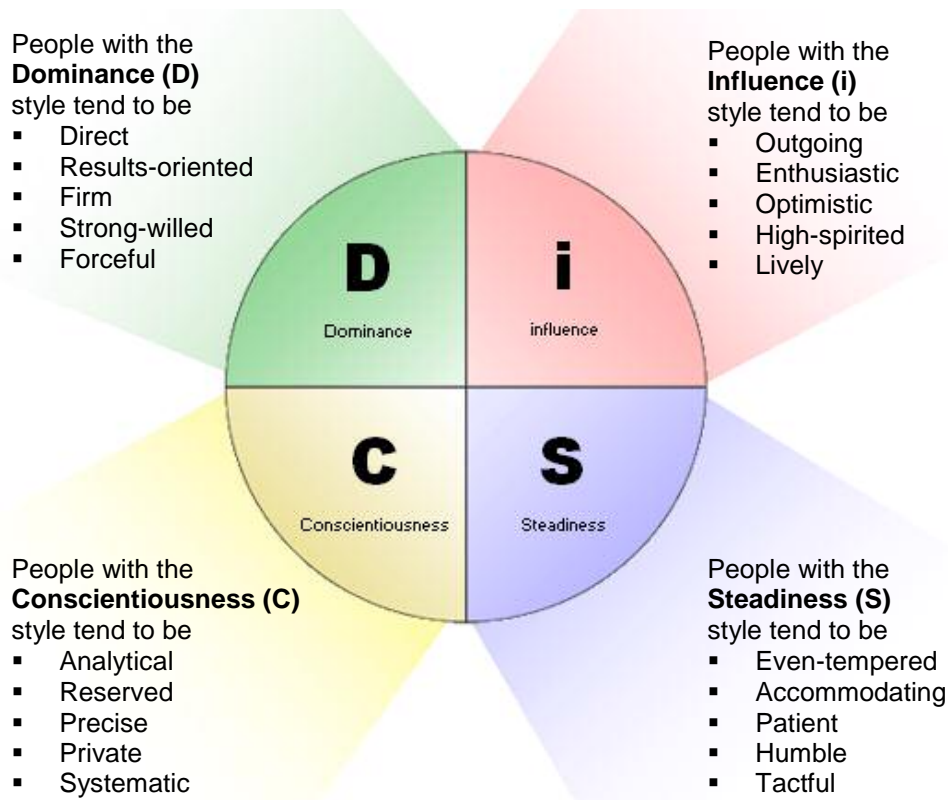 People with the
Dominance (D)
style tend to be
▪ Direct
▪ Results-oriented
▪ Firm
▪ Strong-willed
▪ Forceful
People with the
Influence (i)
style tend to be
▪ Outgoing
▪ Enthusiastic
▪ Optimistic
▪ High-spirited
▪ Lively
D
Dominance
i
influence
C
Conscientiousness
S
Steadiness
People with the
Conscientiousness (C)
style tend to be
▪ Analytical
▪ Reserved
▪ Precise
▪ Private
▪ Systematic
People with the
Steadiness (S)
style tend to be
▪ Even-tempered
▪ Accommodating
▪ Patient
▪ Humble
▪ Tactful